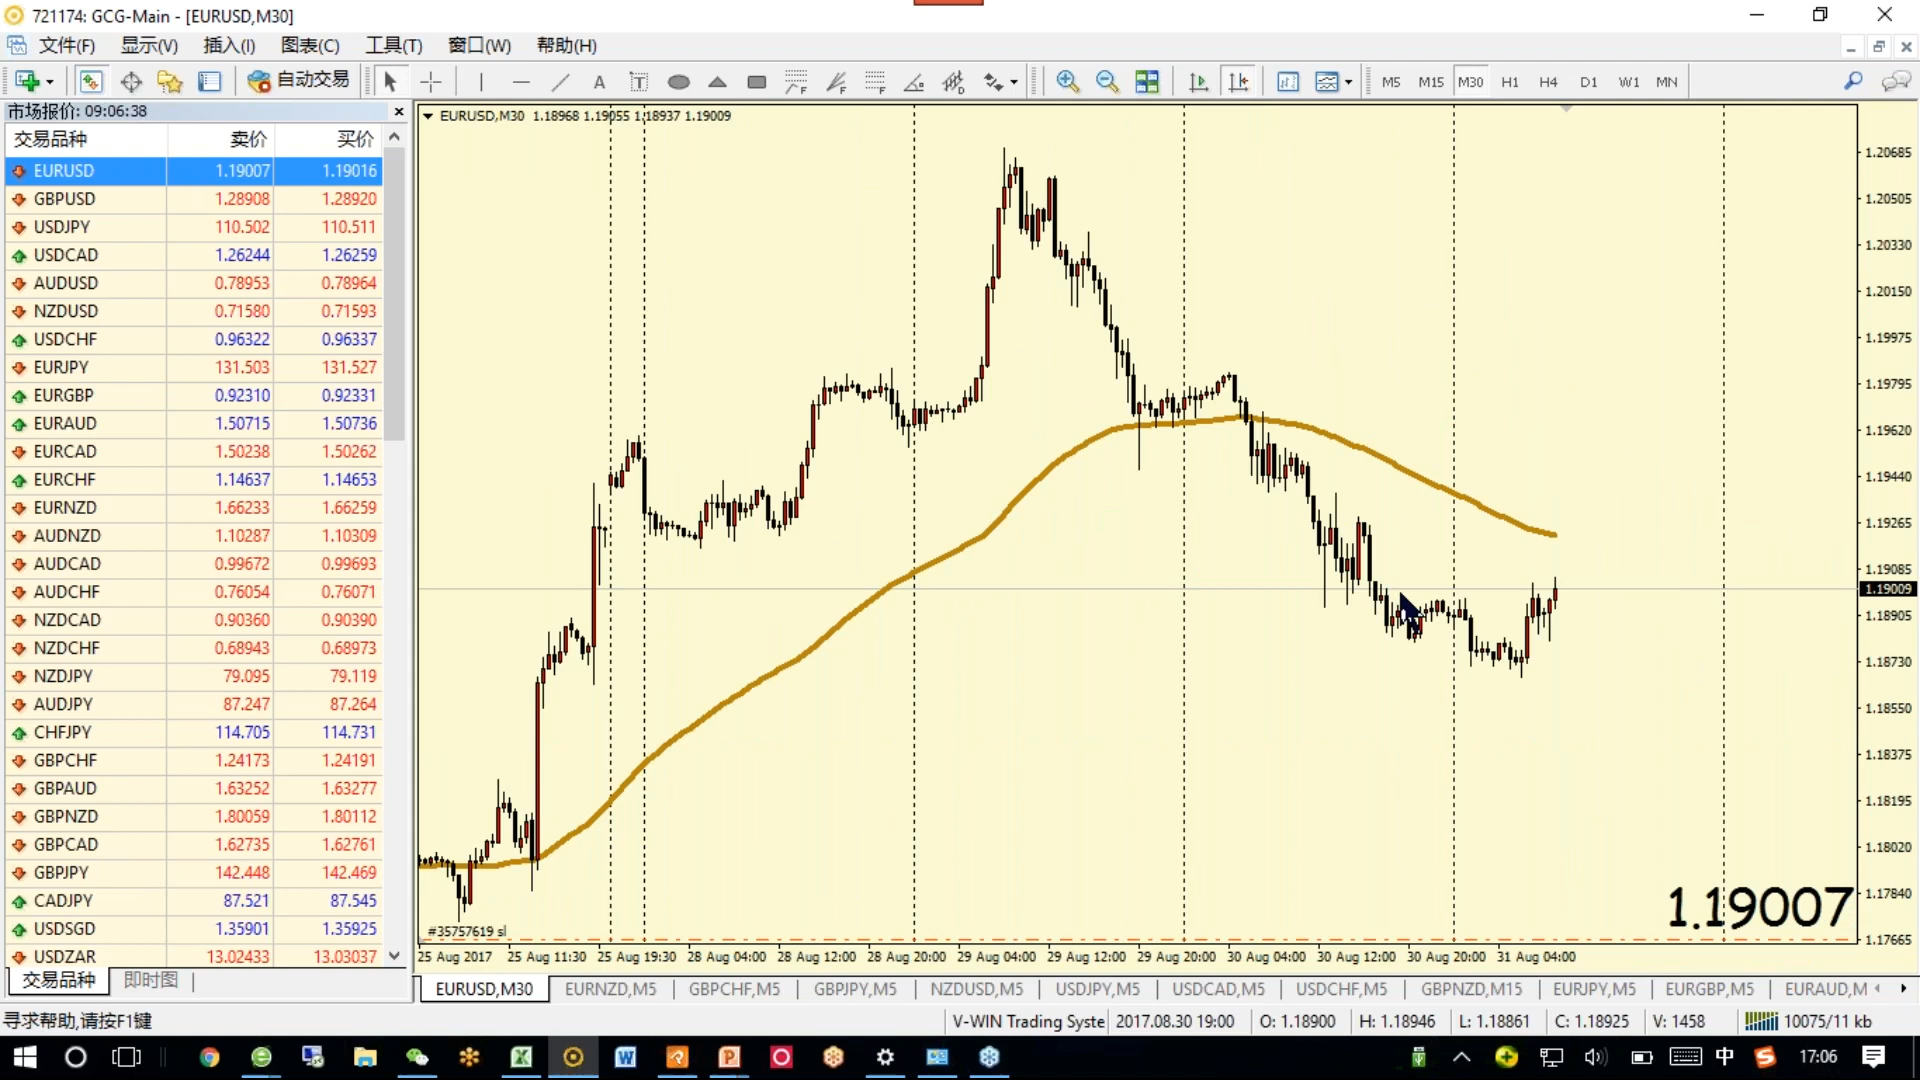 721174: GCG-Main - [EURUSD,M30]
文件(F) 显示(V) 插入(I) 图表(C) 工具(T) 窗口(W) 帮助(H)
自动交易 A T F F M5 M15 M30 H1 H4 D1 W1 MN
市场报价: 09:06:38
交易品种 卖价 买价
EURUSD 1.19007 1.19016
GBPUSD 1.28908 1.28920
USDJPY 110.502 110.511
USDCAD 1.26244 1.26259
AUDUSD 0.78953 0.78964
NZDUSD 0.71580 0.71593
USDCHF 0.96322 0.96337
EURJPY 131.503 131.527
EURGBP 0.92310 0.92331
EURAUD 1.50715 1.50736
EURCAD 1.50238 1.50262
EURCHF 1.14637 1.14653
EURNZD 1.66233 1.66259
AUDNZD 1.10287 1.10309
AUDCAD 0.99672 0.99693
AUDCHF 0.76054 0.76071
NZDCAD 0.90360 0.90390
NZDCHF 0.68943 0.68973
NZDJPY 79.095 79.119
AUDJPY 87.247 87.264
CHFJPY 114.705 114.731
GBPCHF 1.24173 1.24191
GBPAUD 1.63252 1.63277
GBPNZD 1.80059 1.80112
GBPCAD 1.62735 1.62761
GBPJPY 142.448 142.469
CADJPY 87.521 87.545
USDSGD 1.35901 1.35925
USDZAR 13.02433 13.03037
交易品种 即时图
EURUSD,M30 1.18968 1.19055 1.18937 1.19009
1.20685
1.20505
1.20330
1.20150
1.19975
1.19795
1.19620
1.19440
1.19265
1.19085
1.19009
1.18905
1.18730
1.18550
1.18375
1.18195
1.18020
1.17840
1.17665
1.19007
#35757619 sl
25 Aug 2017 25 Aug 11:30 25 Aug 19:30 28 Aug 04:00 28 Aug 12:00 28 Aug 20:00 29 Aug 04:00 29 Aug 12:00 29 Aug 20:00 30 Aug 04:00 30 Aug 12:00 30 Aug 20:00 31 Aug 04:00
EURUSD,M30 EURNZD,M5 GBPCHF,M5 GBPJPY,M5 NZDUSD,M5 USDJPY,M5 USDCAD,M5 USDCHF,M5 GBPNZD,M15 EURJPY,M5 EURGBP,M5 EURAUD,M
寻求帮助,请按F1键 V-WIN Trading Syste 2017.08.30 19:00 O: 1.18900 H: 1.18946 L: 1.18861 C: 1.18925 V: 1458 10075/11 kb
中 17:06